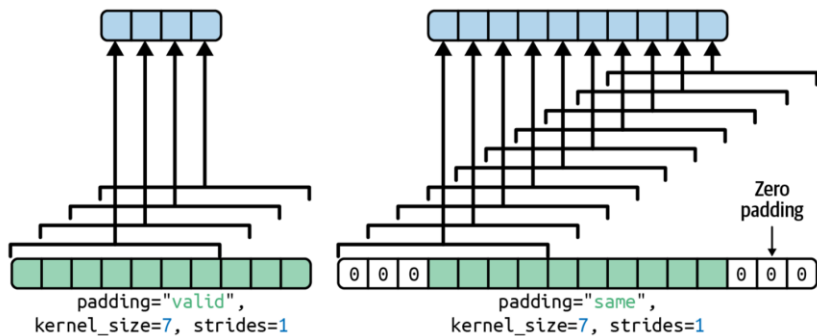 Zero
padding
0 0 0
0 0 0
padding="valid",
kernel_size=7, strides=1
padding="same",
kernel_size=7, strides=1